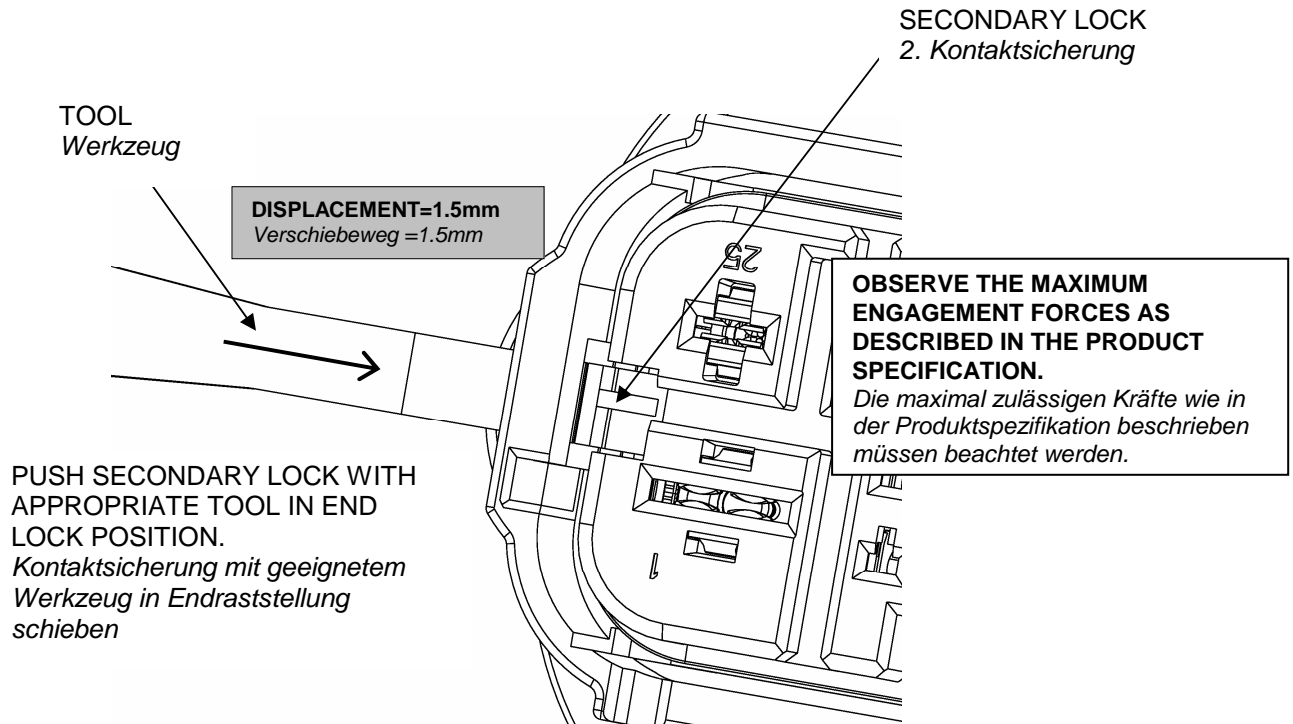 SECONDARY LOCK
2. Kontaktsicherung
TOOL
Werkzeug
DISPLACEMENT=1.5mm
Verschiebeweg =1.5mm
25
OBSERVE THE MAXIMUM
ENGAGEMENT FORCES AS
DESCRIBED IN THE PRODUCT
SPECIFICATION.
Die maximal zulässigen Kräfte wie in
der Produktspezifikation beschrieben
müssen beachtet werden.
PUSH SECONDARY LOCK WITH
APPROPRIATE TOOL IN END
LOCK POSITION.
Kontaktsicherung mit geeignetem
Werkzeug in Endraststellung
schieben
1